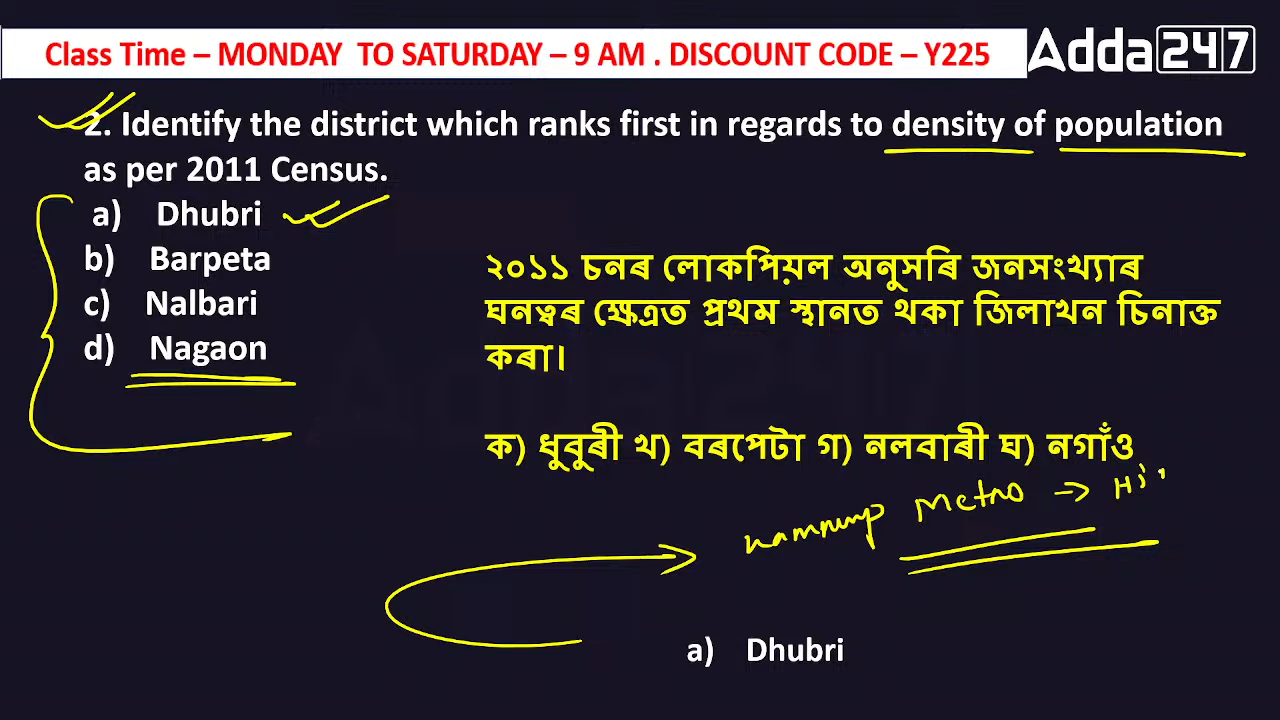 Class Time – MONDAY TO SATURDAY – 9 AM . DISCOUNT CODE – Y225
Adda247
2. Identify the district which ranks first in regards to density of population
as per 2011 Census.
a) Dhubri
b) Barpeta
c) Nalbari
d) Nagaon
২০১১ চনৰ লোকপিয়ল অনুসৰি জনসংখ্যাৰ
ঘনত্বৰ ক্ষেত্ৰত প্ৰথম স্থানত থকা জিলাখন চিনাক্ত
কৰা।
ক) ধুবুৰী খ) বৰপেটা গ) নলবাৰী ঘ) নগাঁও
Metro → Hi
a) Dhubri